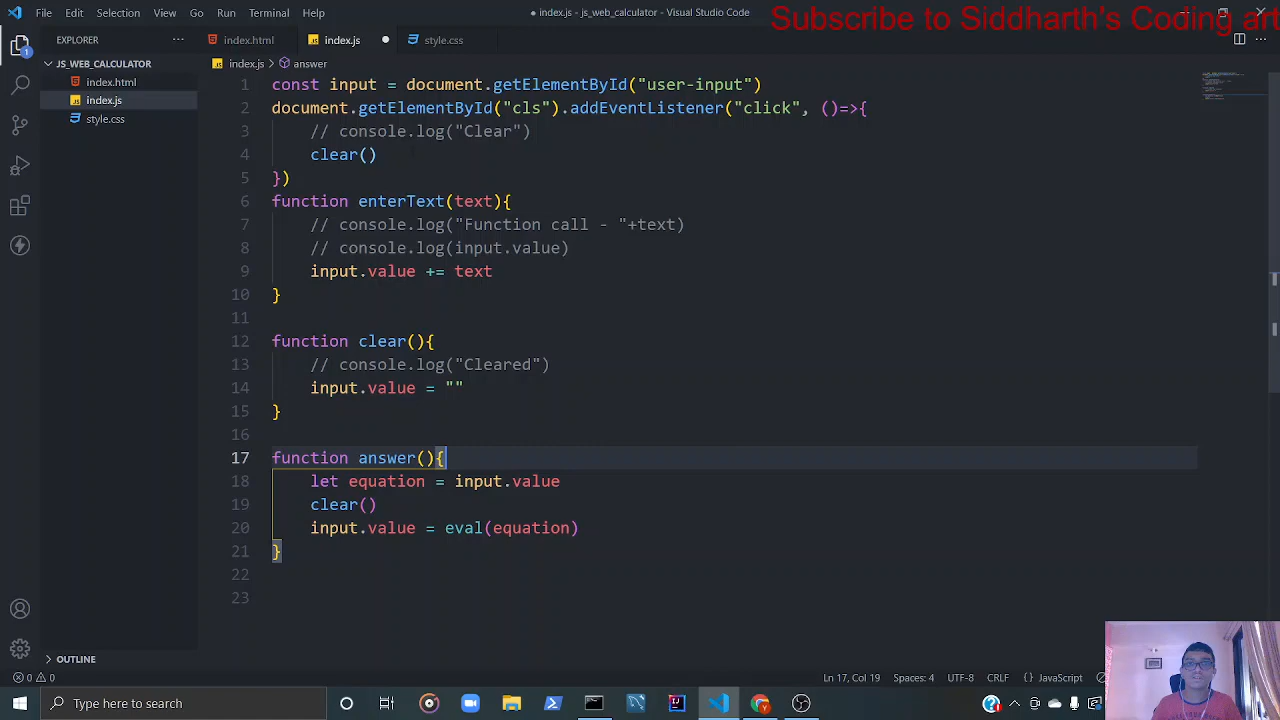 File Edit Selection View Go Run Terminal Help
● index.js - js_web_calculator - Visual Studio Code
Subscribe to Siddharth's Coding art
EXPLORER
index.html
index.js
style.css
JS_WEB_CALCULATOR
index.html
index.js
style.css
index.js > answer
1 const input = document.getElementById("user-input")
2 document.getElementById("cls").addEventListener("click", ()=>{
3 // console.log("Clear")
4 clear()
5 })
6 function enterText(text){
7 // console.log("Function call - "+text)
8 // console.log(input.value)
9 input.value += text
10 }
11
12 function clear(){
13 // console.log("Cleared")
14 input.value = ""
15 }
16
17 function answer(){
18 let equation = input.value
19 clear()
20 input.value = eval(equation)
21 }
22
23
1
OUTLINE
0 0
Ln 17, Col 19 Spaces: 4 UTF-8 CRLF {} JavaScript
Type here to search